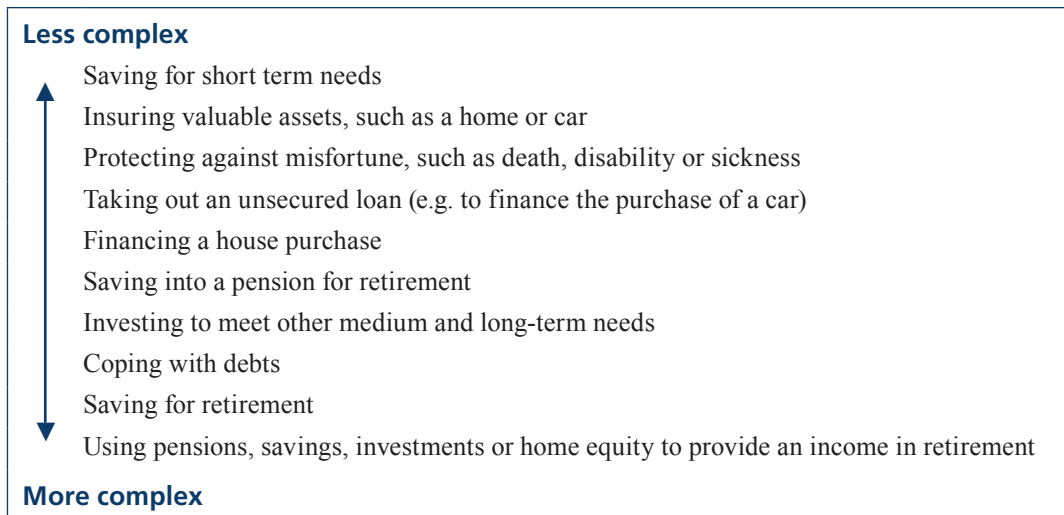 Less complex
Saving for short term needs
Insuring valuable assets, such as a home or car
Protecting against misfortune, such as death, disability or sickness
Taking out an unsecured loan (e.g. to finance the purchase of a car)
Financing a house purchase
Saving into a pension for retirement
Investing to meet other medium and long-term needs
Coping with debts
Saving for retirement
Using pensions, savings, investments or home equity to provide an income in retirement
More complex